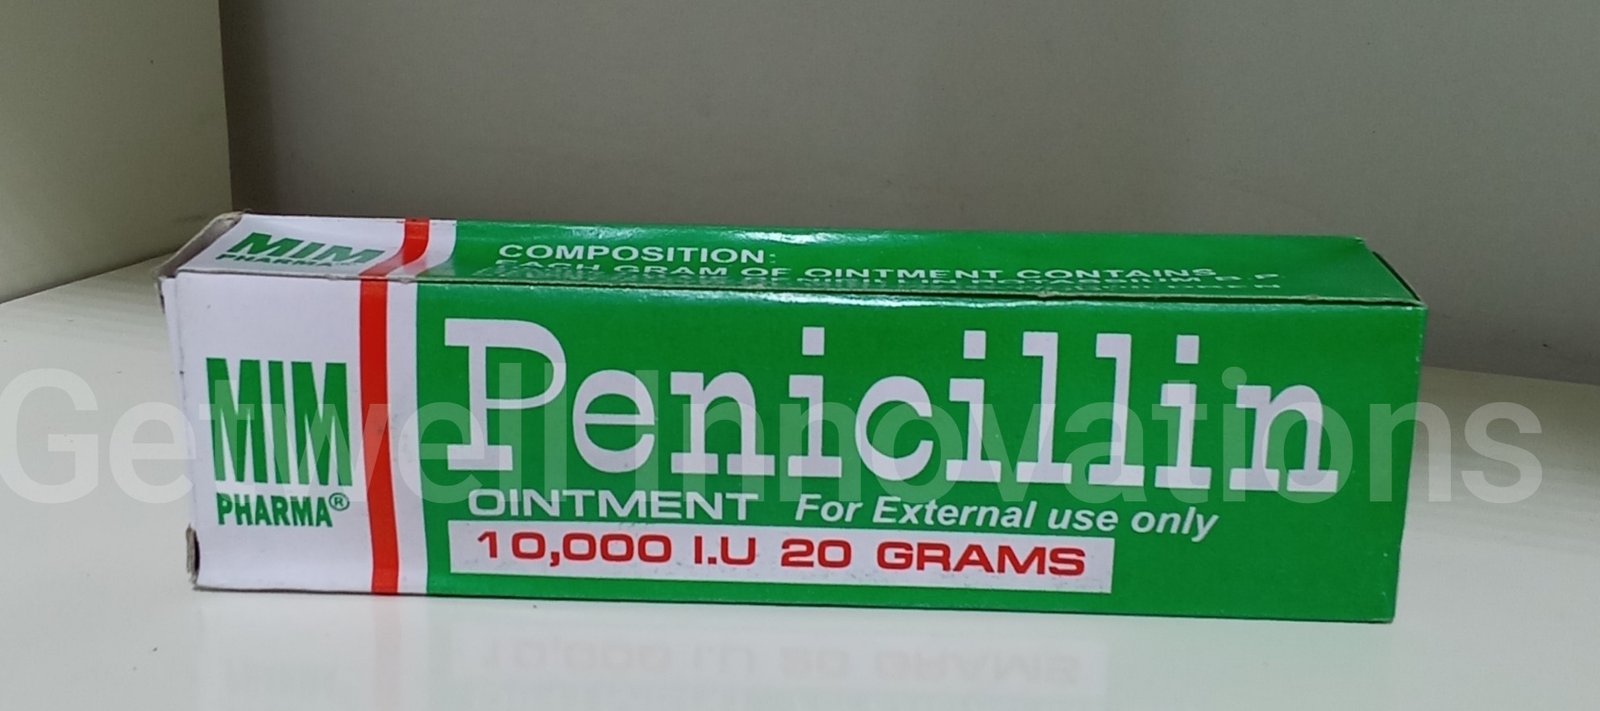 MIM
PHARMA
COMPOSITION:
EACH GRAM OF OINTMENT CONTAINS
MIM
PHARMA®
Penicillin
OINTMENT For External use only
10,000 I.U 20 GRAMS
Getwell Innovations